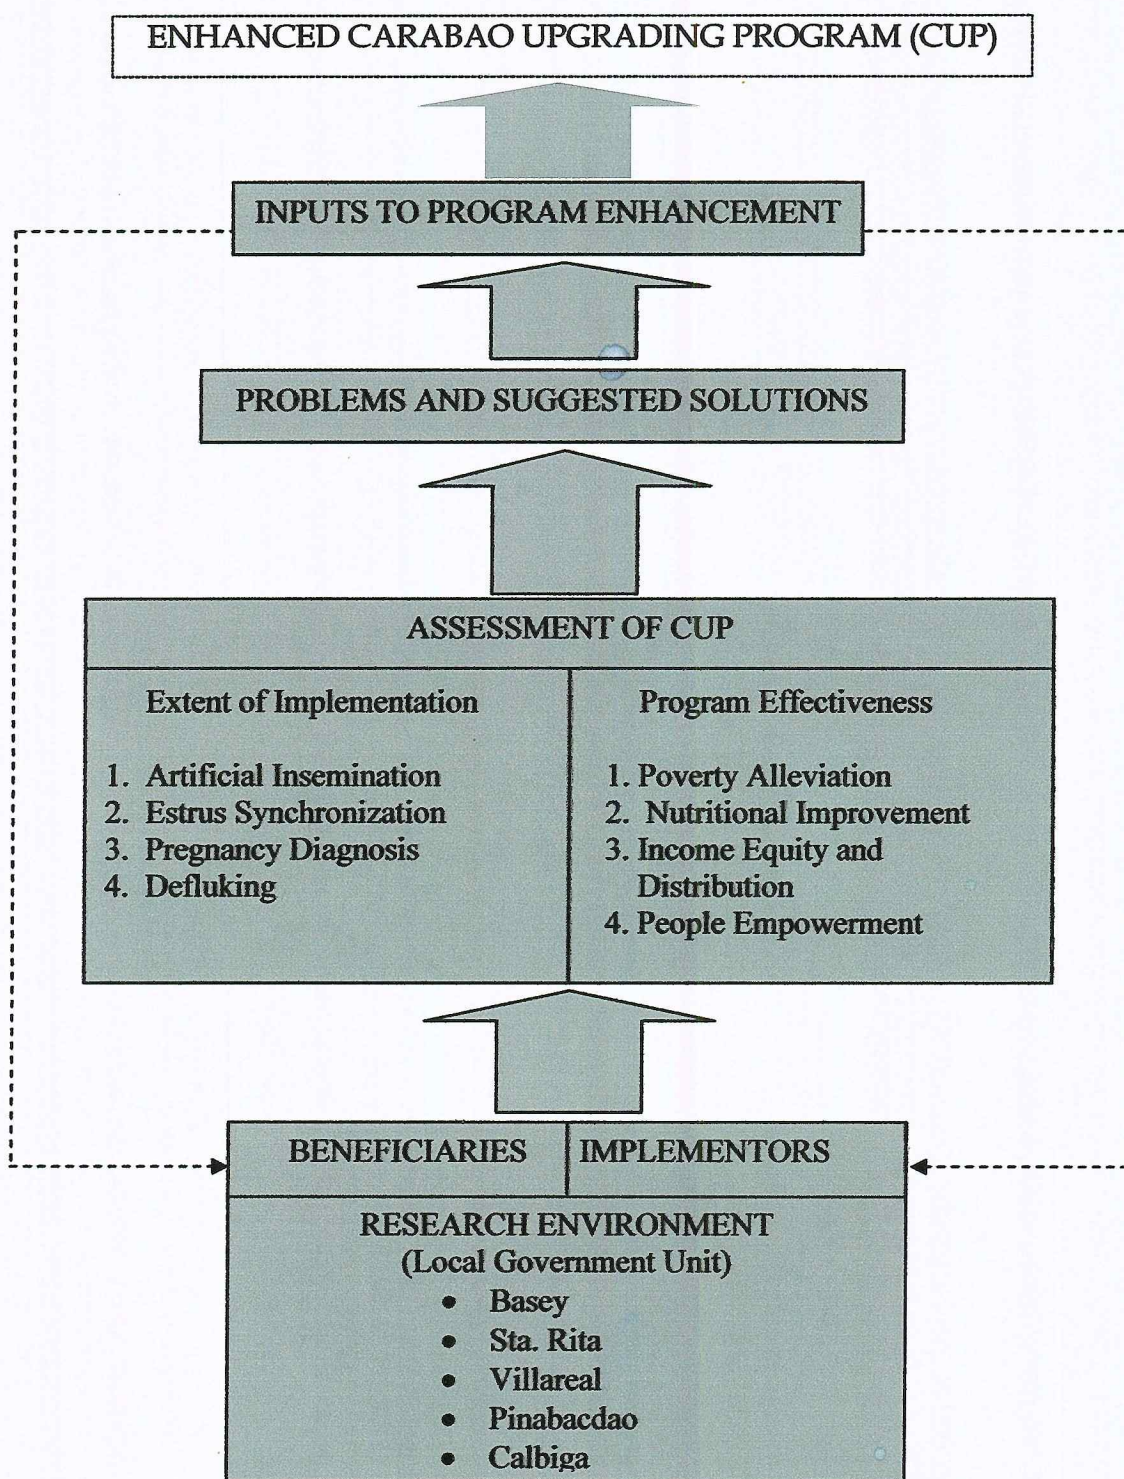 ENHANCED CARABAO UPGRADING PROGRAM (CUP)
INPUTS TO PROGRAM ENHANCEMENT
PROBLEMS AND SUGGESTED SOLUTIONS
ASSESSMENT OF CUP
Extent of Implementation
1. Artificial Insemination
2. Estrus Synchronization
3. Pregnancy Diagnosis
4. Defluking
Program Effectiveness
1. Poverty Alleviation
2. Nutritional Improvement
3. Income Equity and
Distribution
4. People Empowerment
BENEFICIARIES
IMPLEMENTORS
RESEARCH ENVIRONMENT
(Local Government Unit)
• Basey
• Sta. Rita
• Villareal
• Pinabacdao
• Calbiga